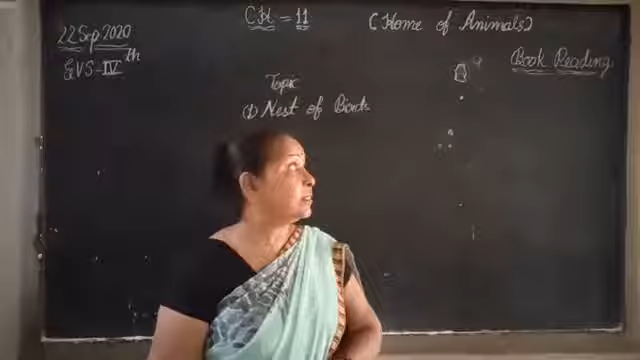 22 Sep 2020
EVS-IVth
CH = 11 (Home of Animals)
Book Reading
Topic
(1) Nest of Birds